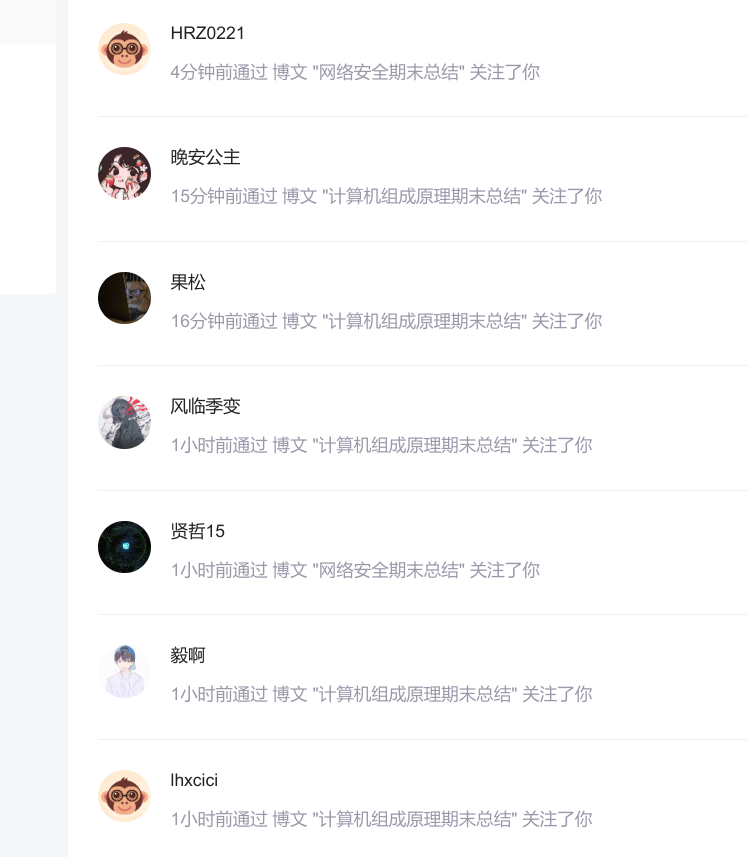 HRZ0221
4分钟前通过 博文 "网络安全期末总结" 关注了你
晚安公主
15分钟前通过 博文 "计算机组成原理期末总结" 关注了你
果松
16分钟前通过 博文 "计算机组成原理期末总结" 关注了你
风临季变
1小时前通过 博文 "计算机组成原理期末总结" 关注了你
贤哲15
1小时前通过 博文 "网络安全期末总结" 关注了你
毅啊
1小时前通过 博文 "计算机组成原理期末总结" 关注了你
lhxcici
1小时前通过 博文 "计算机组成原理期末总结" 关注了你